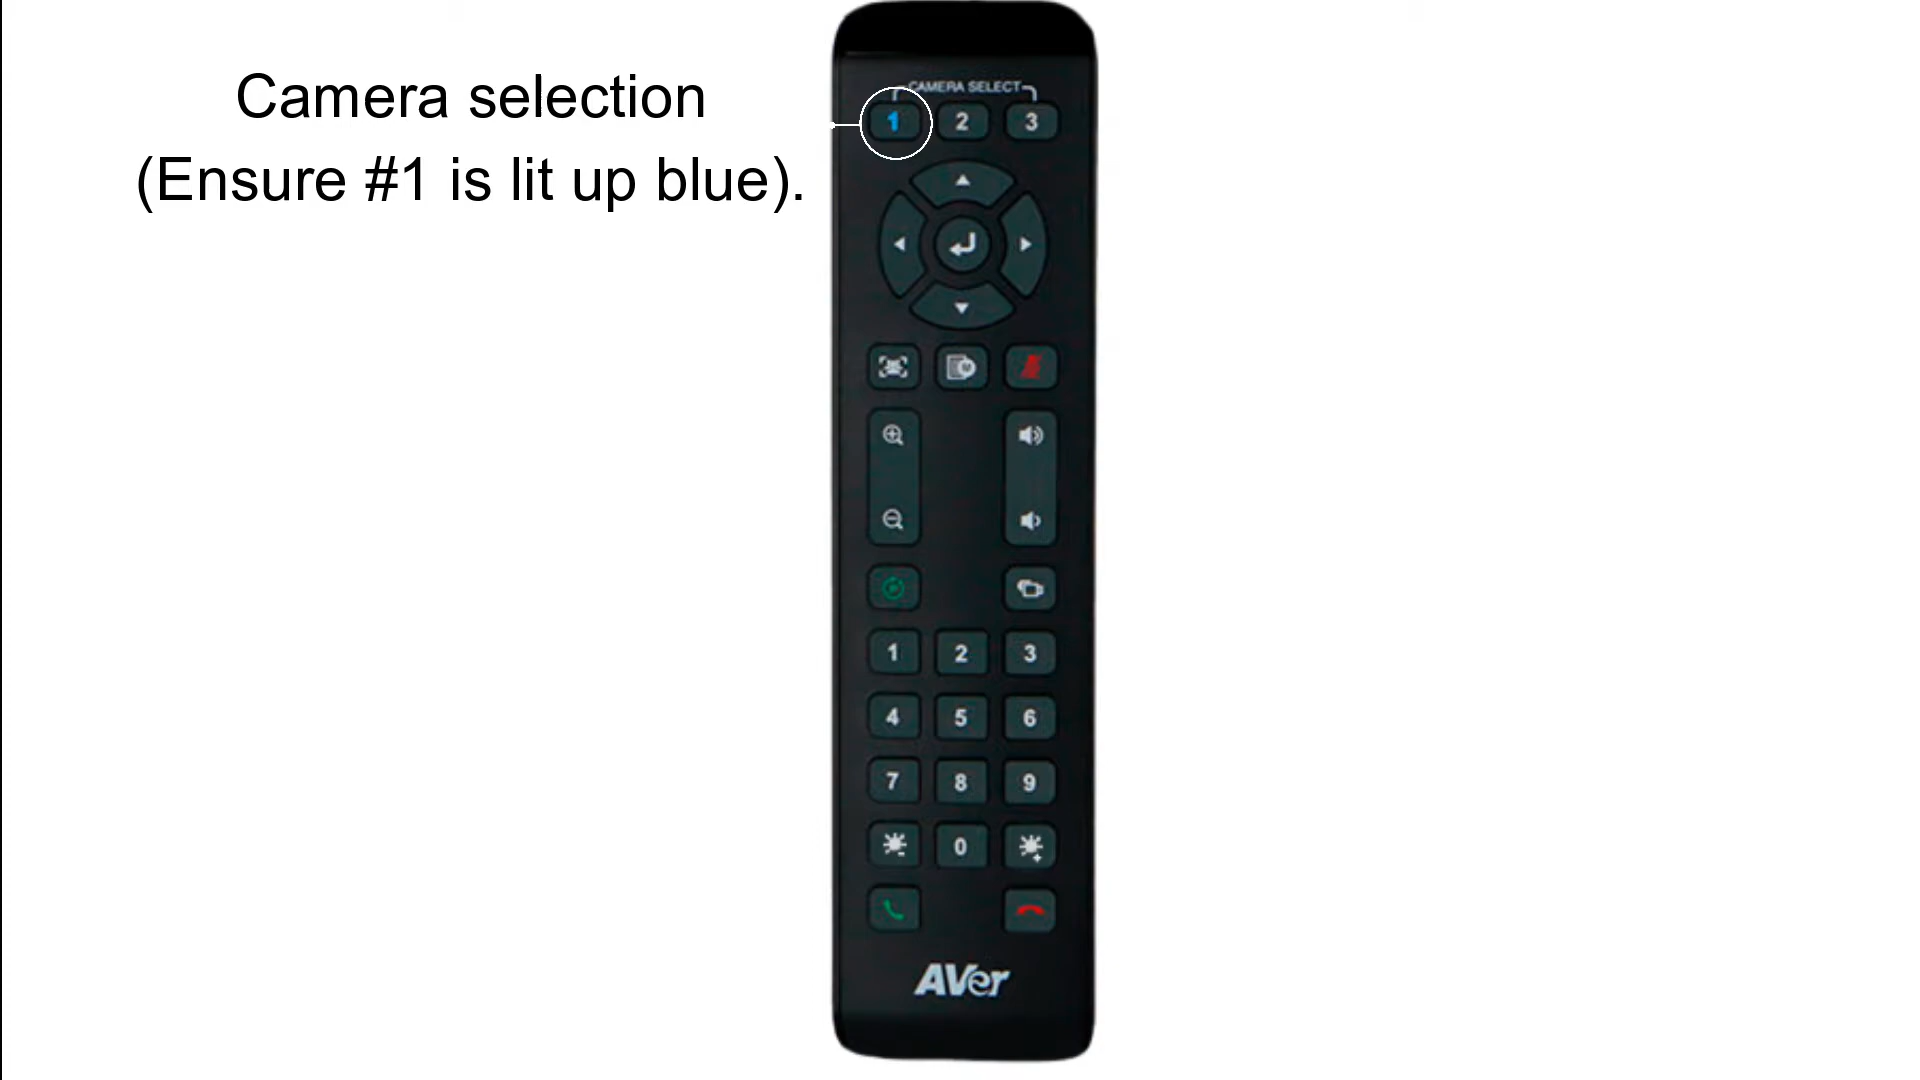 Camera selection
(Ensure #1 is lit up blue).
CAMERA SELECT
1 2 3
1 2 3
4 5 6
7 8 9
0
AVer